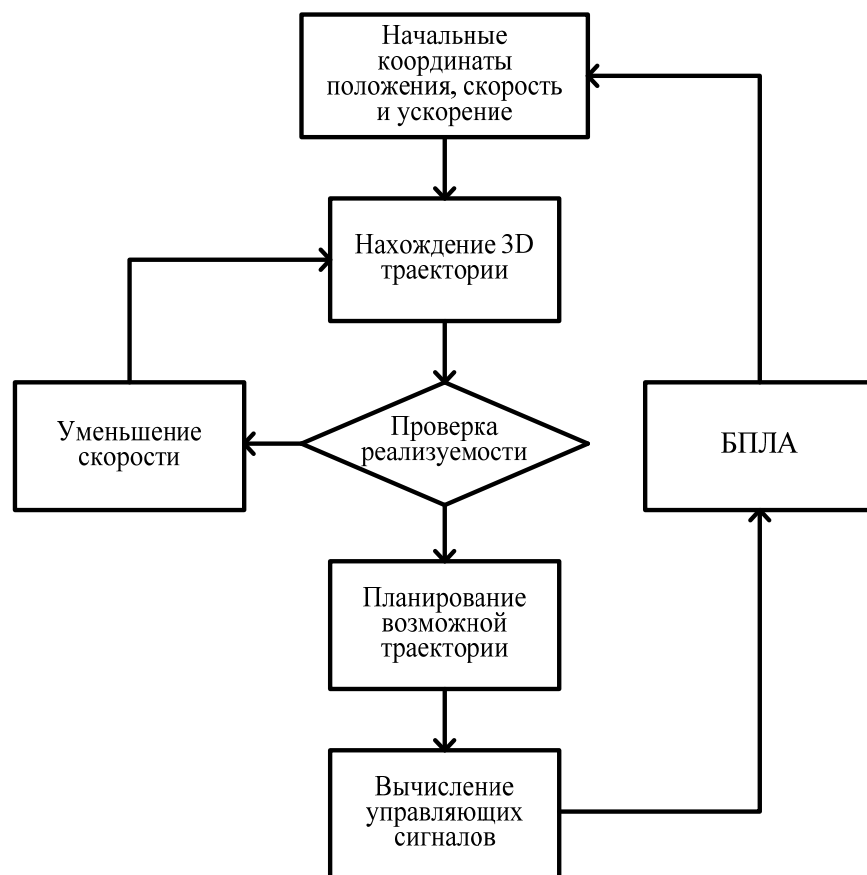 Начальные
координаты
положения, скорость
и ускорение
Нахождение 3D
траектории
Уменьшение
скорости
Проверка
реализуемости
БПЛА
Планирование
возможной
траектории
Вычисление
управляющих
сигналов